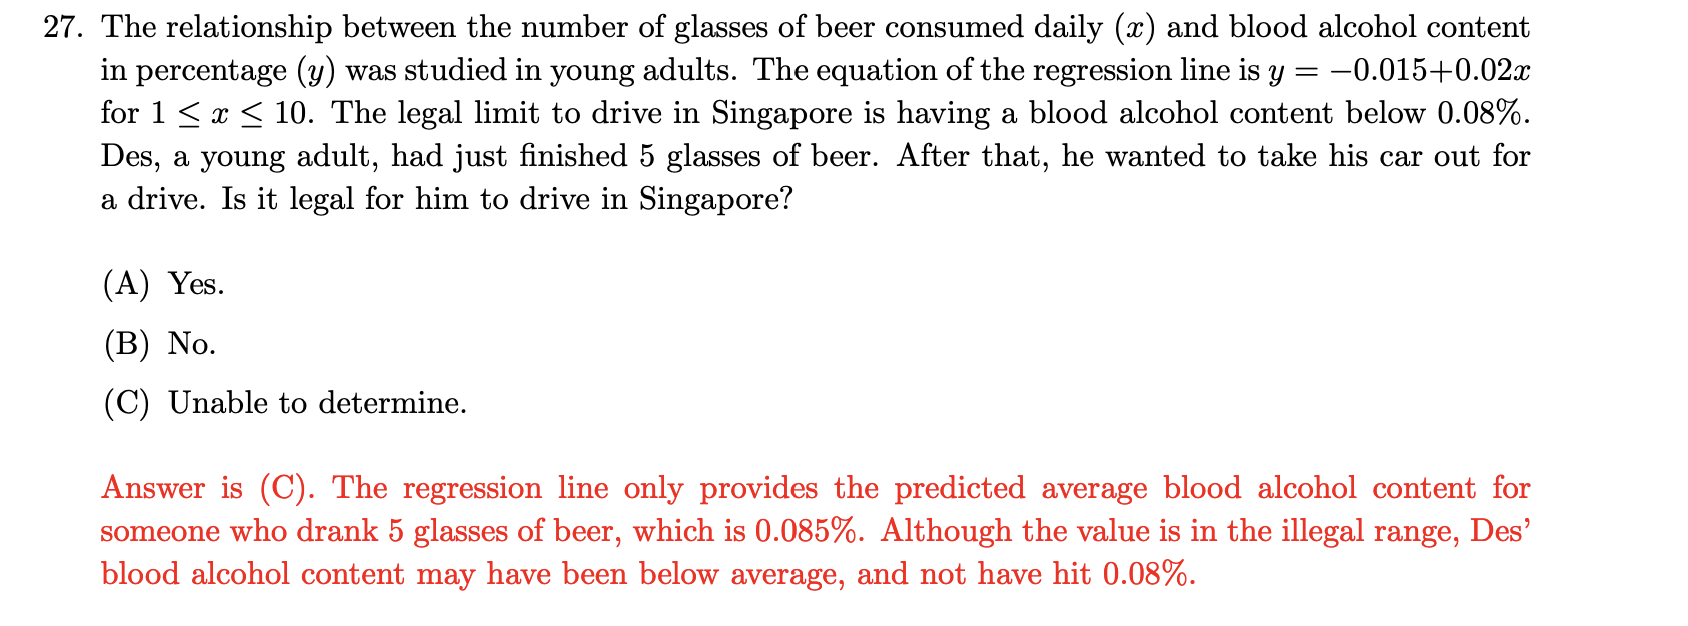 27. The relationship between the number of glasses of beer consumed daily (x) and blood alcohol content
in percentage (y) was studied in young adults. The equation of the regression line is y = −0.015+0.02x
for 1 ≤ x ≤ 10. The legal limit to drive in Singapore is having a blood alcohol content below 0.08%.
Des, a young adult, had just finished 5 glasses of beer. After that, he wanted to take his car out for
a drive. Is it legal for him to drive in Singapore?
(A) Yes.
(B) No.
(C) Unable to determine.
Answer is (C). The regression line only provides the predicted average blood alcohol content for
someone who drank 5 glasses of beer, which is 0.085%. Although the value is in the illegal range, Des’
blood alcohol content may have been below average, and not have hit 0.08%.